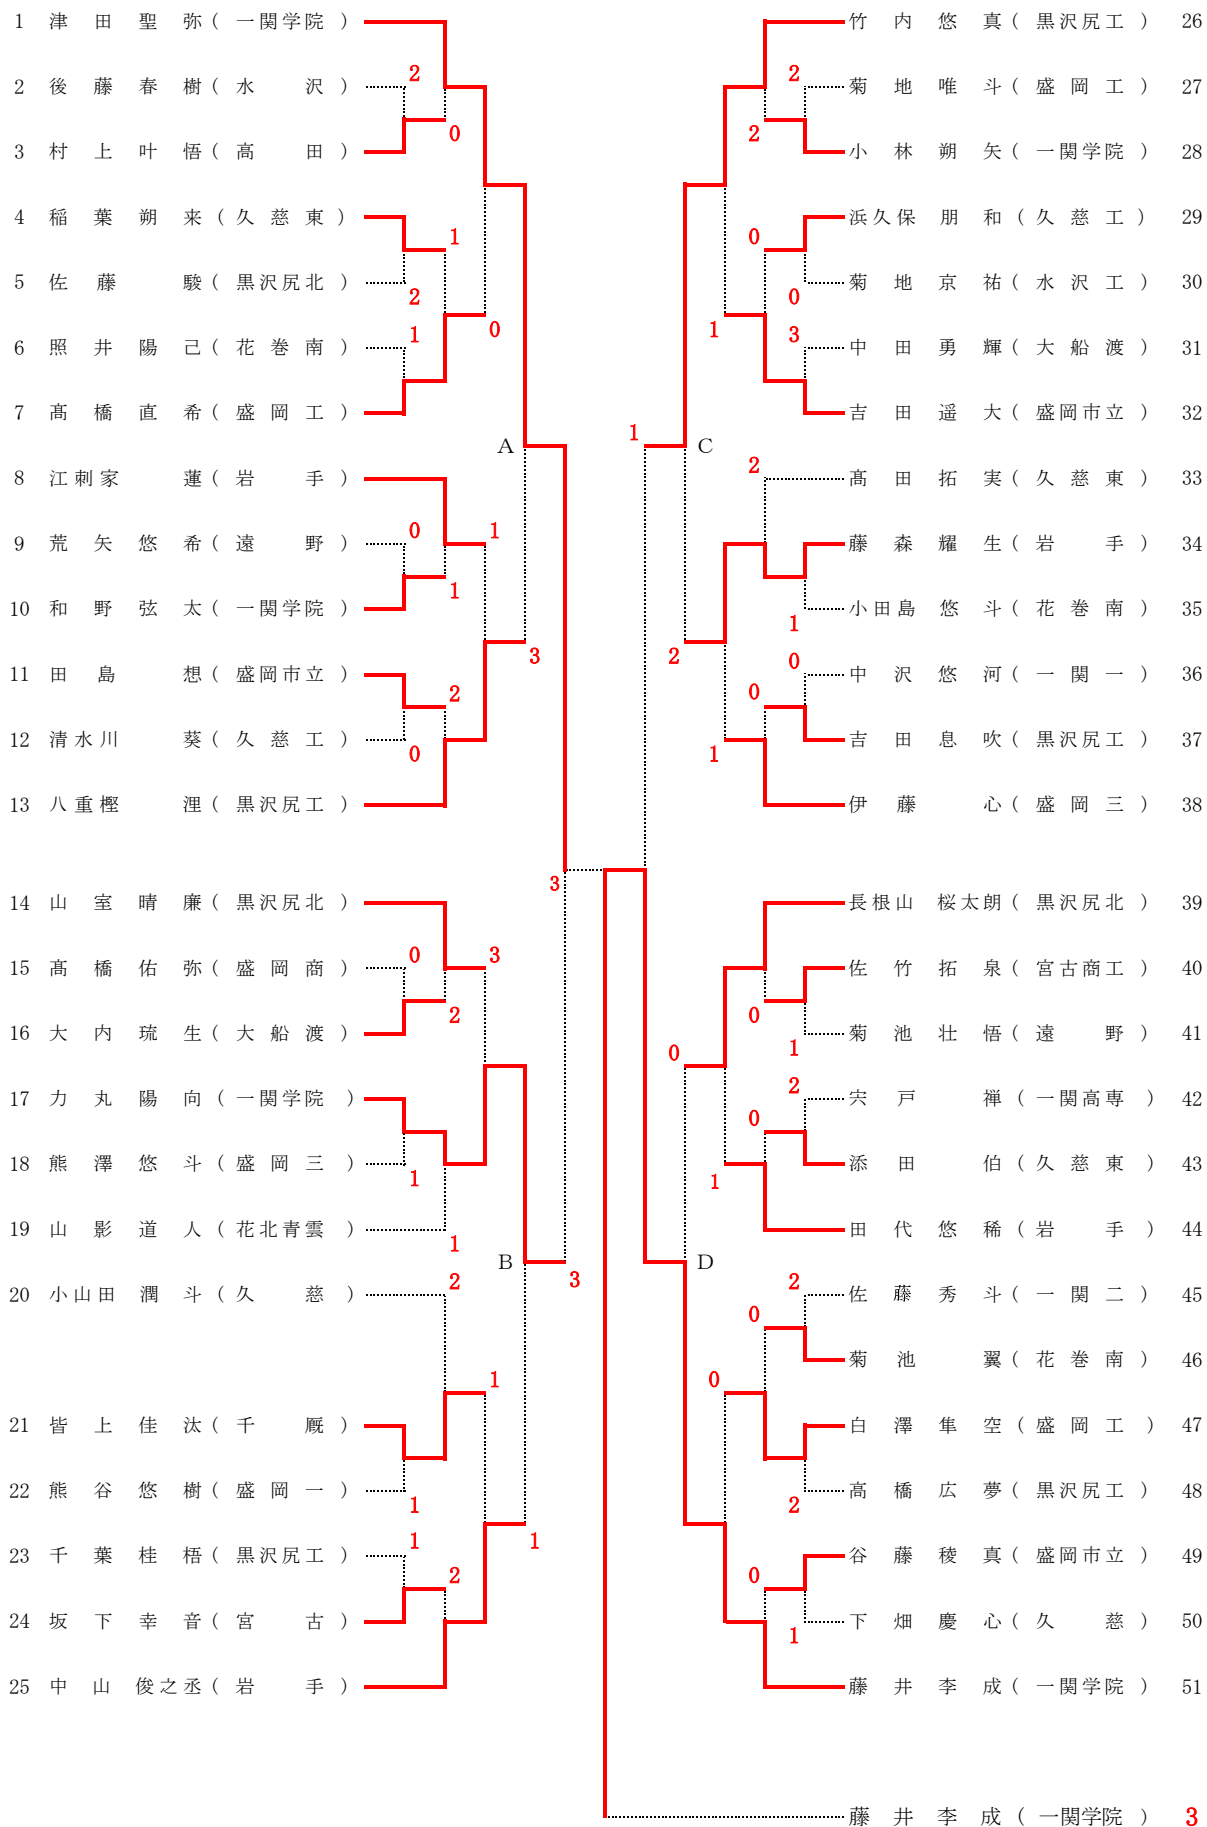 1 津田聖弥(一関学院)
2 後藤春樹(水沢)
3 村上叶悟(高田)
4 稲葉朔来(久慈東)
5 佐藤駿(黒沢尻北)
6 照井陽己(花巻南)
7 髙橋直希(盛岡工)
8 江刺家蓮(岩手)
9 荒矢悠希(遠野)
10 和野弦太(一関学院)
11 田島想(盛岡市立)
12 清水川葵(久慈工)
13 八重樫浬(黒沢尻工)
14 山室晴廉(黒沢尻北)
15 髙橋佑弥(盛岡商)
16 大内琉生(大船渡)
17 力丸陽向(一関学院)
18 熊澤悠斗(盛岡三)
19 山影道人(花北青雲)
20 小山田潤斗(久慈)
21 皆上佳汰(千厩)
22 熊谷悠樹(盛岡一)
23 千葉桂梧(黒沢尻工)
24 坂下幸音(宮古)
25 中山俊之丞(岩手)
2
0
1
2
1
0
A
0
1
1
3
2
0
3
0
3
2
1
1
B
3
2
1
1
1
1
2
2
2
0
0
1
3
1
C
2
2
1
0
0
1
0
0
1
2
0
1
D
2
0
0
2
0
1
竹内悠真(黒沢尻工) 26
菊地唯斗(盛岡工) 27
小林朔矢(一関学院) 28
浜久保朋和(久慈工) 29
菊地京祐(水沢工) 30
中田勇輝(大船渡) 31
吉田遥大(盛岡市立) 32
髙田拓実(久慈東) 33
藤森耀生(岩手) 34
小田島悠斗(花巻南) 35
中沢悠河(一関一) 36
吉田息吹(黒沢尻工) 37
伊藤心(盛岡三) 38
長根山桜太朗(黒沢尻北) 39
佐竹拓泉(宮古商工) 40
菊池壮悟(遠野) 41
宍戸禅(一関高専) 42
添田伯(久慈東) 43
田代悠稀(岩手) 44
佐藤秀斗(一関二) 45
菊池翼(花巻南) 46
白澤隼空(盛岡工) 47
高橋広夢(黒沢尻工) 48
谷藤稜真(盛岡市立) 49
下畑慶心(久慈) 50
藤井李成(一関学院) 51
藤井李成(一関学院) 3